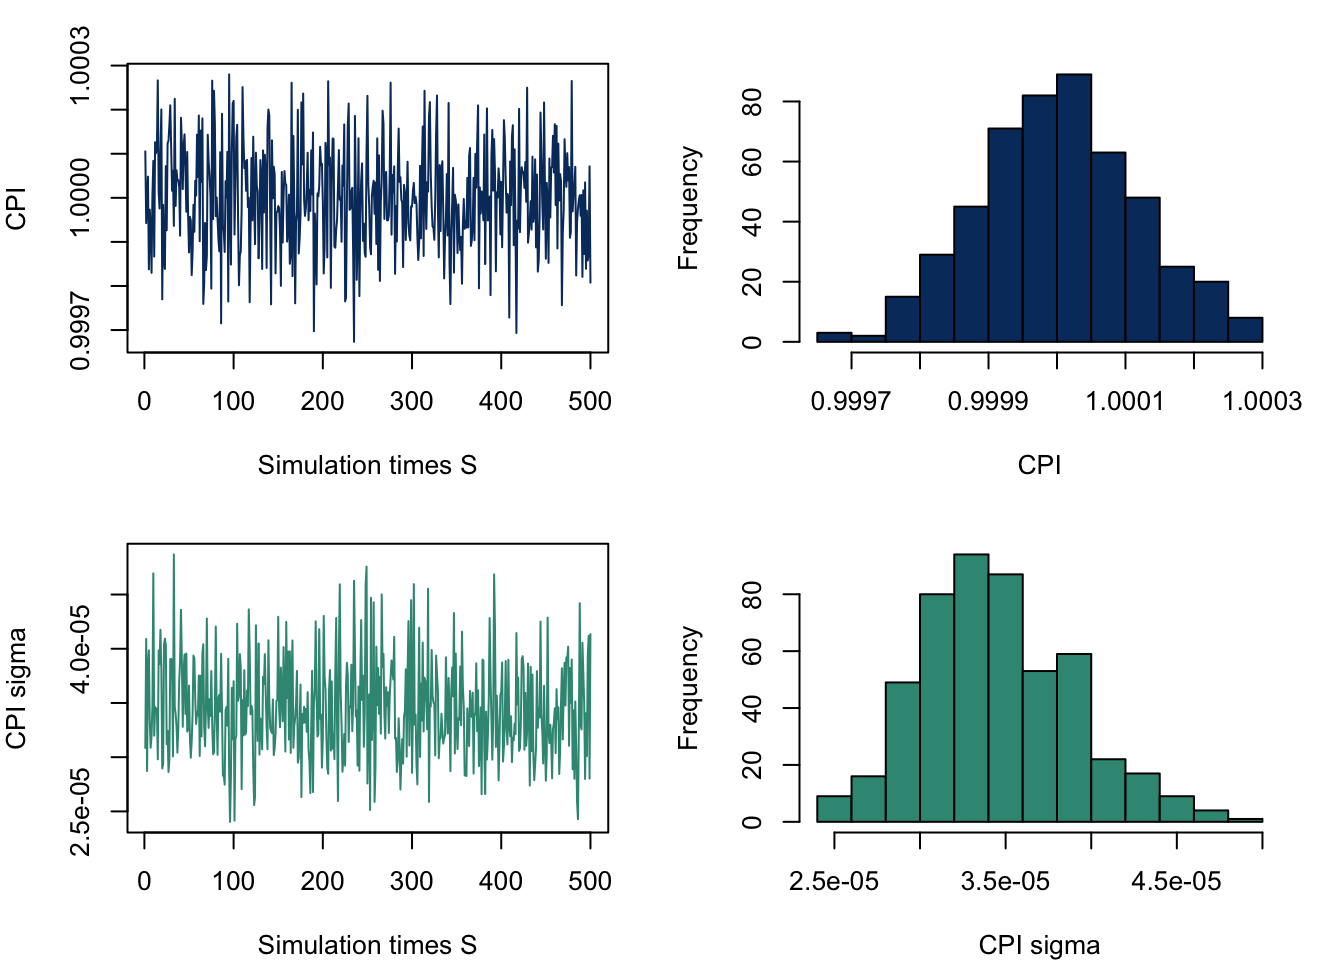 CPI
0.9997 1.0000 1.0003
0 100 200 300 400 500
Simulation times S
Frequency
0 20 40 60 80
0.9997 0.9999 1.0001 1.0003
CPI
CPI sigma
2.5e-05 4.0e-05
0 100 200 300 400 500
Simulation times S
Frequency
0 20 40 60 80
2.5e-05 3.5e-05 4.5e-05
CPI sigma